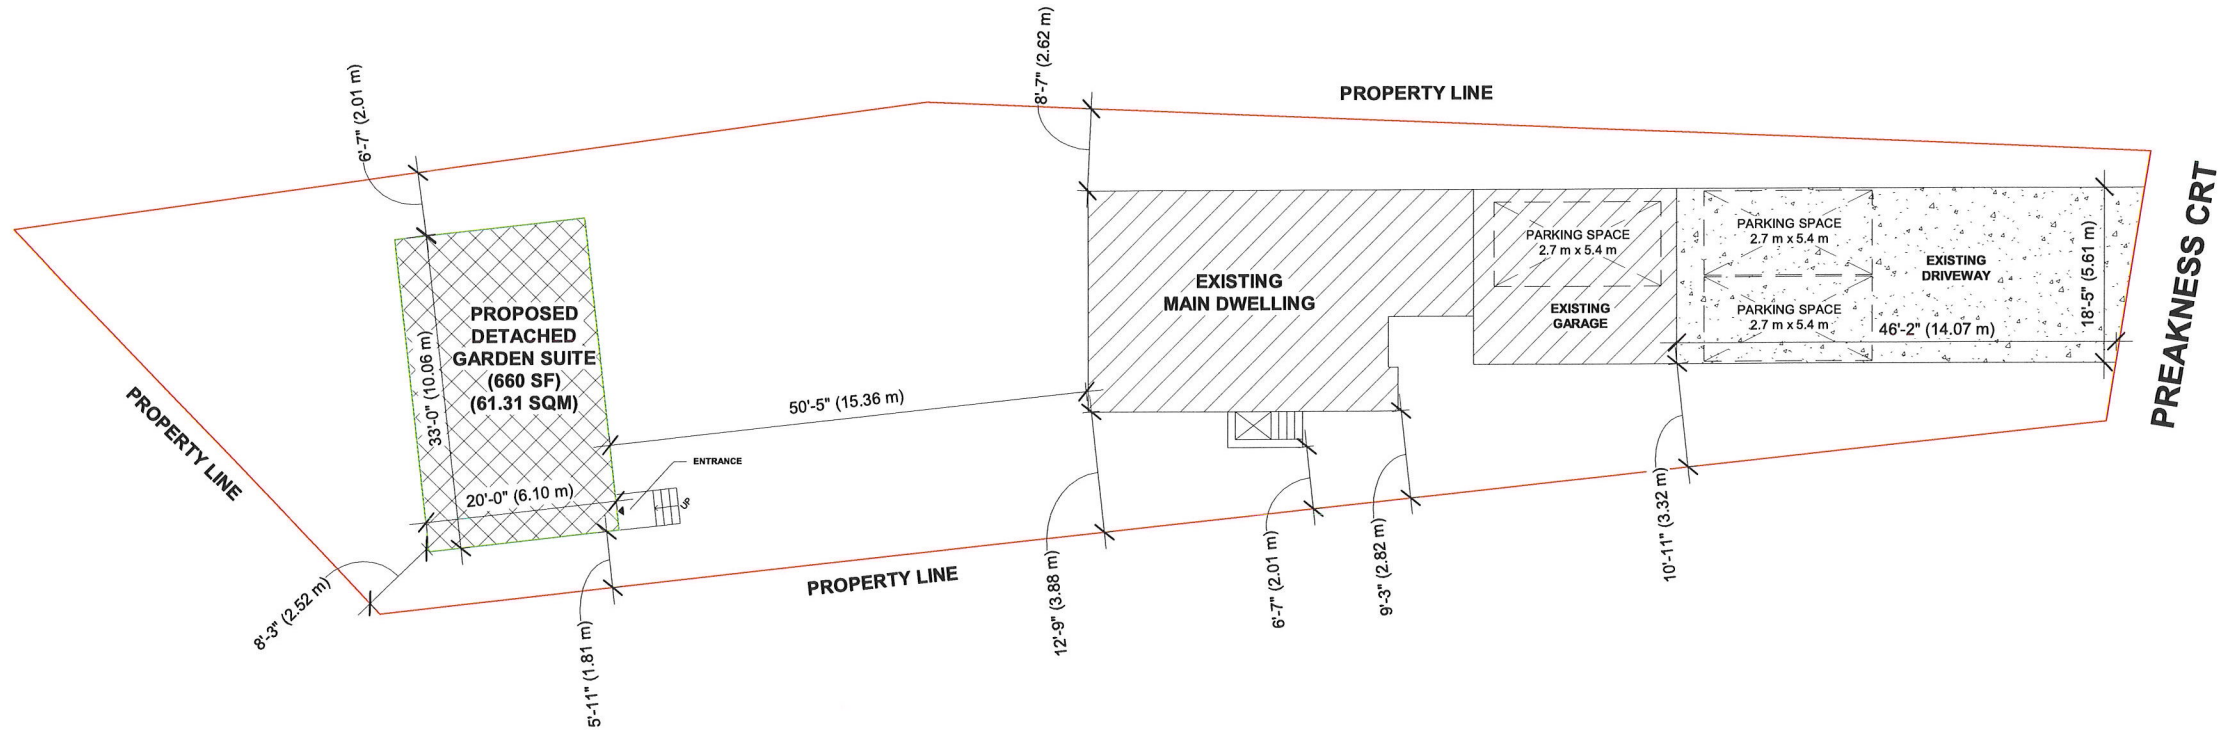 8'-7" (2.62 m)
6'-7" (2.01 m)
PROPERTY LINE
PREAKNESS CRT
PARKING SPACE
2.7 m x 5.4 m
PARKING SPACE
2.7 m x 5.4 m
EXISTING
DRIVEWAY
18'-5" (5.61 m)
EXISTING
MAIN DWELLING
EXISTING
GARAGE
PARKING SPACE
2.7 m x 5.4 m
46'-2" (14.07 m)
PROPOSED
DETACHED
GARDEN SUITE
(660 SF)
(61.31 SQM)
33'-0" (10.06 m)
50'-5" (15.36 m)
PROPERTY LINE
ENTRANCE
20'-0" (6.10 m)
UP
10'-11" (3.32 m)
9'-3" (2.82 m)
6'-7" (2.01 m)
12'-9" (3.88 m)
PROPERTY LINE
8'-3" (2.52 m)
5'-11" (1.81 m)